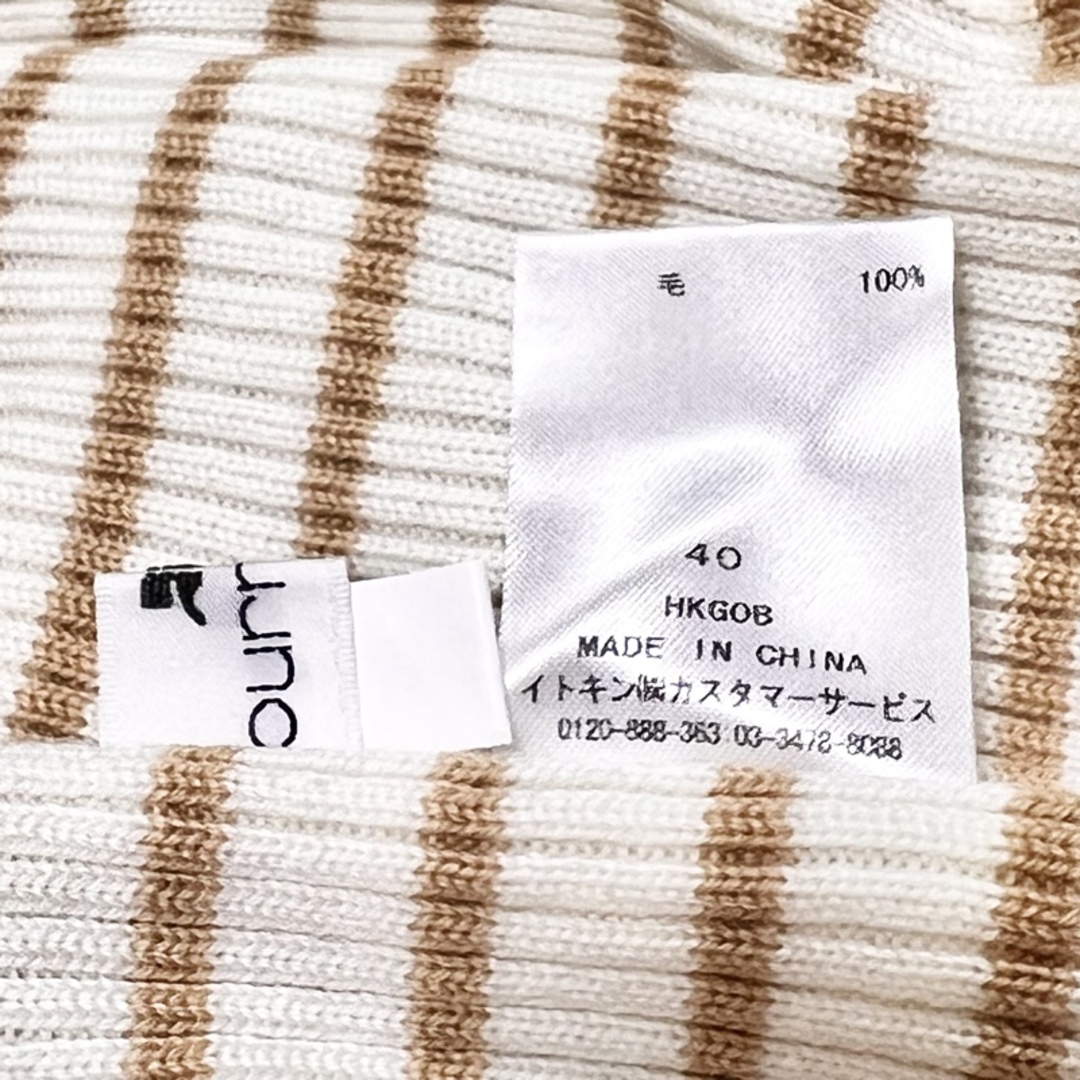 毛 100%
40
HKGOB
MADE IN CHINA
イトキン㈱カスタマーサービス
0120-888-363 03-3478-8088